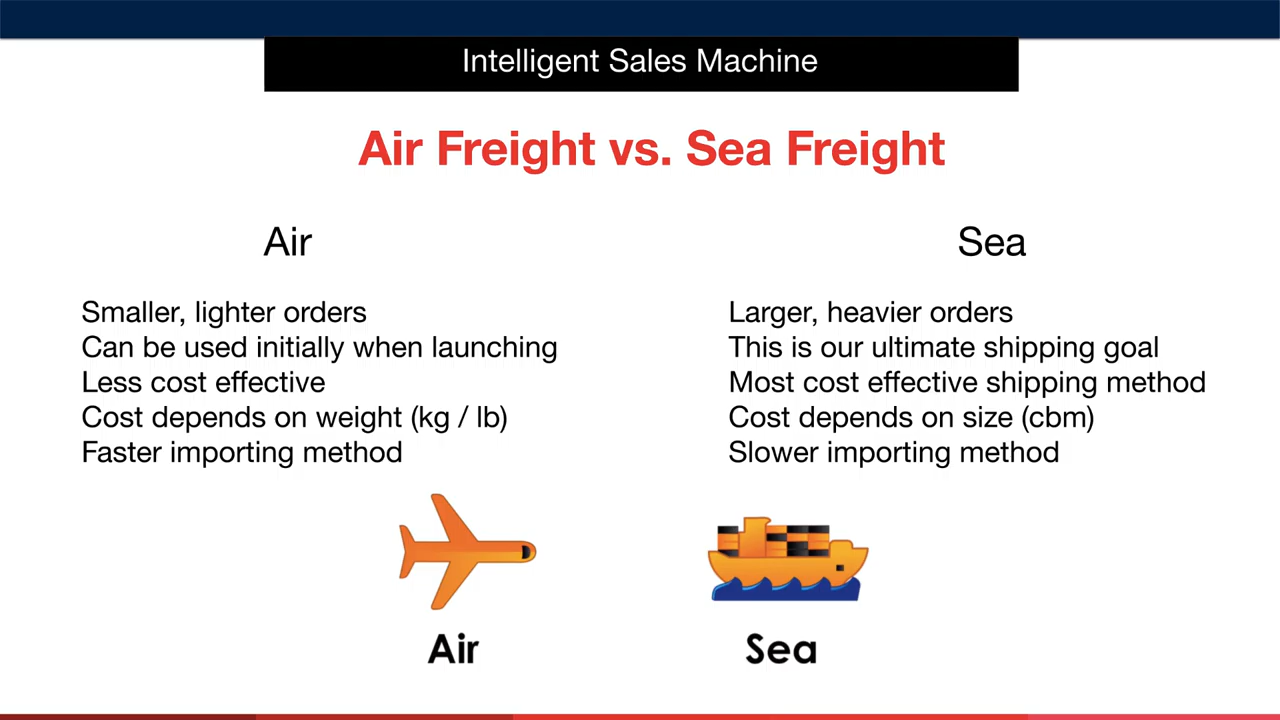 Intelligent Sales Machine
Air Freight vs. Sea Freight
Air
Smaller, lighter orders
Can be used initially when launching
Less cost effective
Cost depends on weight (kg / lb)
Faster importing method
Sea
Larger, heavier orders
This is our ultimate shipping goal
Most cost effective shipping method
Cost depends on size (cbm)
Slower importing method
Air
Sea